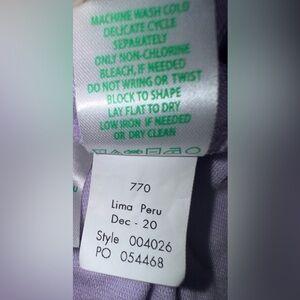 MACHINE WASH COLD
DELICATE CYCLE
SEPARATELY
ONLY NON-CHLORINE
BLEACH, IF NEEDED
DO NOT WRING OR TWIST
BLOCK TO SHAPE
LAY FLAT TO DRY
LOW IRON IF NEEDED
OR DRY CLEAN
770
Lima Peru
Dec - 20
Style 004026
PO 054468